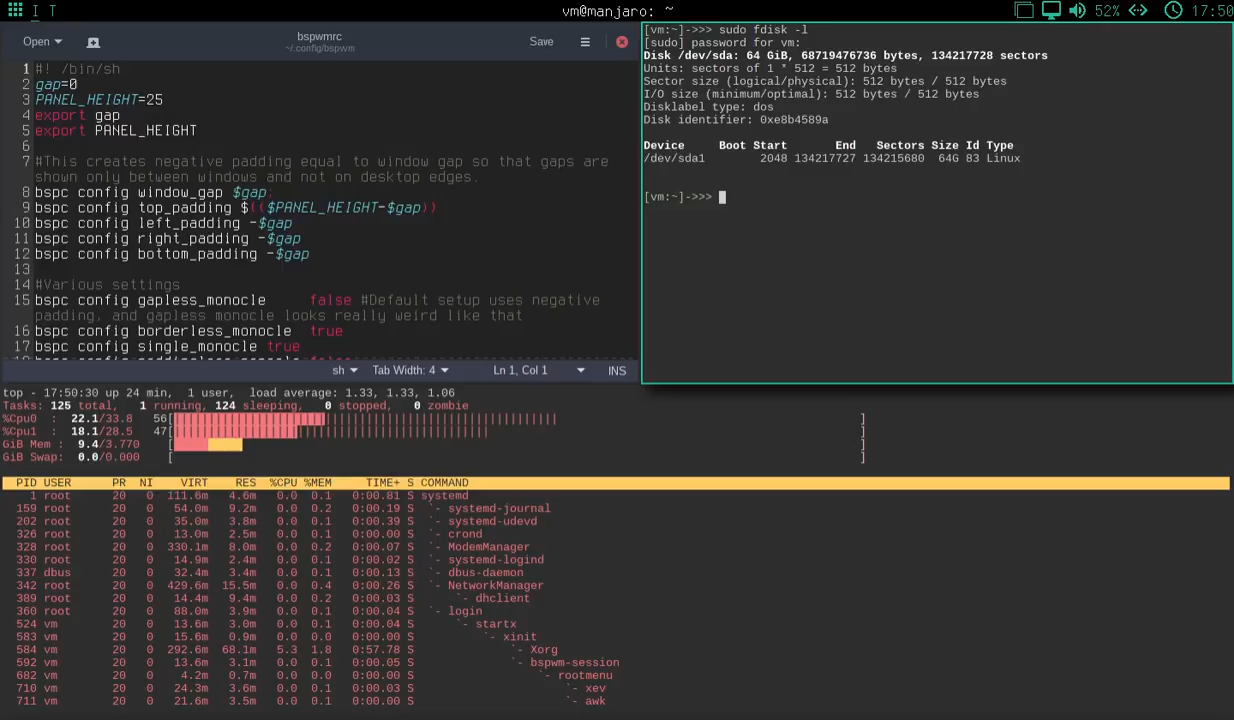 I T
vm@manjaro: ~
52%
17:50
Open
bspwmrc
~/.config/bspwm
Save
1 #! /bin/sh
2 gap=0
3 PANEL_HEIGHT=25
4 export gap
5 export PANEL_HEIGHT
6
7 #This creates negative padding equal to window gap so that gaps are
shown only between windows and not on desktop edges.
8 bspc config window_gap $gap;
9 bspc config top_padding $(($PANEL_HEIGHT-$gap))
10 bspc config left_padding -$gap
11 bspc config right_padding -$gap
12 bspc config bottom_padding -$gap
13
14 #Various settings
15 bspc config gapless_monocle false #Default setup uses negative
padding, and gapless monocle looks really weird like that
16 bspc config borderless_monocle true
17 bspc config single_monocle true
sh
Tab Width: 4
Ln 1, Col 1
INS
[vm:~]->>> sudo fdisk -l
[sudo] password for vm:
Disk /dev/sda: 64 GiB, 68719476736 bytes, 134217728 sectors
Units: sectors of 1 * 512 = 512 bytes
Sector size (logical/physical): 512 bytes / 512 bytes
I/O size (minimum/optimal): 512 bytes / 512 bytes
Disklabel type: dos
Disk identifier: 0xe8b4589a
Device Boot Start End Sectors Size Id Type
/dev/sda1 2048 134217727 134215680 64G 83 Linux
[vm:~]->>>
top - 17:50:30 up 24 min, 1 user, load average: 1.33, 1.33, 1.06
Tasks: 125 total, 1 running, 124 sleeping, 0 stopped, 0 zombie
%Cpu0 : 22.1/33.8 56[ ]
%Cpu1 : 18.1/28.5 47[ ]
GiB Mem : 9.4/3.770 [ ]
GiB Swap: 0.0/0.000 [ ]
PID USER PR NI VIRT RES %CPU %MEM TIME+ S COMMAND
1 root 20 0 111.6m 4.6m 0.0 0.1 0:00.81 S systemd
159 root 20 0 54.0m 9.2m 0.0 0.2 0:00.19 S `- systemd-journal
202 root 20 0 35.0m 3.8m 0.0 0.1 0:00.39 S `- systemd-udevd
326 root 20 0 13.0m 2.5m 0.0 0.1 0:00.00 S `- crond
328 root 20 0 330.1m 8.0m 0.0 0.2 0:00.07 S `- ModemManager
330 root 20 0 14.9m 2.4m 0.0 0.1 0:00.02 S `- systemd-logind
337 dbus 20 0 32.4m 3.4m 0.0 0.1 0:00.13 S `- dbus-daemon
342 root 20 0 429.6m 15.5m 0.0 0.4 0:00.26 S `- NetworkManager
389 root 20 0 14.4m 9.4m 0.0 0.2 0:00.03 S `- dhclient
360 root 20 0 88.0m 3.9m 0.0 0.1 0:00.04 S `- login
524 vm 20 0 13.6m 3.0m 0.0 0.1 0:00.04 S `- startx
583 vm 20 0 15.6m 0.9m 0.0 0.0 0:00.00 S `- xinit
584 vm 20 0 292.6m 68.1m 5.3 1.8 0:57.78 S `- Xorg
592 vm 20 0 13.6m 3.1m 0.0 0.1 0:00.05 S `- bspwm-session
682 vm 20 0 4.2m 0.7m 0.0 0.0 0:00.00 S `- rootmenu
710 vm 20 0 24.3m 3.6m 0.0 0.1 0:00.03 S `- xev
711 vm 20 0 21.6m 3.5m 0.0 0.1 0:00.00 S `- awk